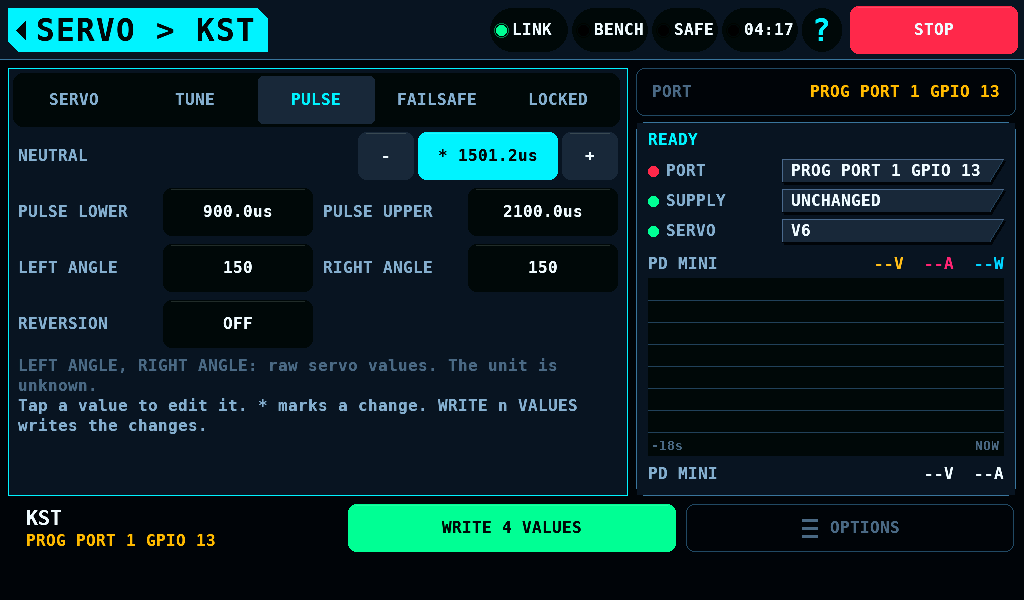 SERVO > KST
LINK
BENCH
SAFE
04:17
?
STOP
SERVO
TUNE
PULSE
FAILSAFE
LOCKED
NEUTRAL
-
* 1501.2us
+
PULSE LOWER
900.0us
PULSE UPPER
2100.0us
LEFT ANGLE
150
RIGHT ANGLE
150
REVERSION
OFF
LEFT ANGLE, RIGHT ANGLE: raw servo values. The unit is
unknown.
Tap a value to edit it. * marks a change. WRITE n VALUES
writes the changes.
PORT
PROG PORT 1 GPIO 13
READY
PORT
PROG PORT 1 GPIO 13
SUPPLY
UNCHANGED
SERVO
V6
PD MINI
--V
--A
--W
-18s
NOW
PD MINI
--V
--A
KST
PROG PORT 1 GPIO 13
WRITE 4 VALUES
OPTIONS